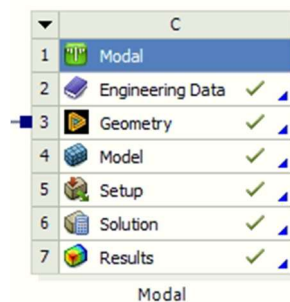 C
1 Modal
2 Engineering Data
3 Geometry
4 Model
5 Setup
6 Solution
7 Results
Modal